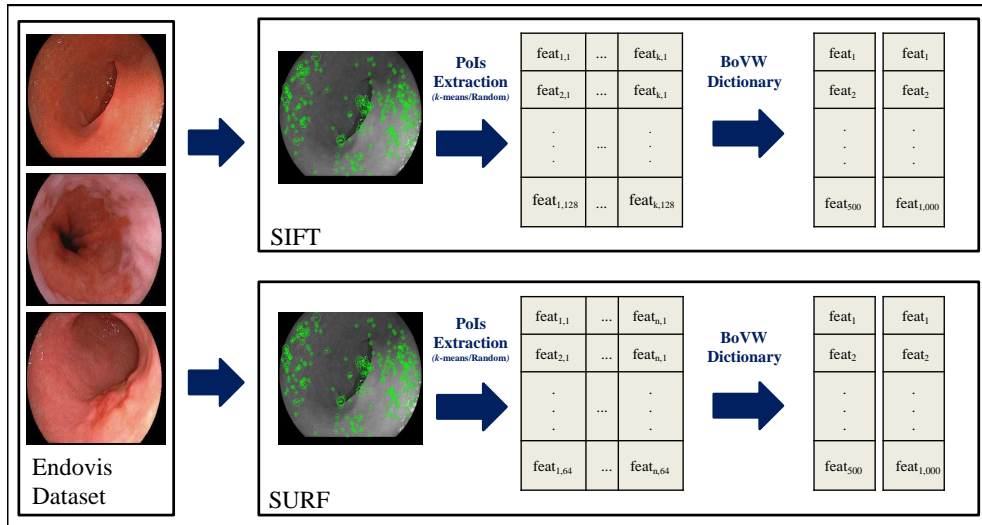 Endovis
Dataset
PoIs
Extraction
(k-means/Random)
feat1,1 ... featk,1
feat2,1 ... featk,1
. .
. ... .
. .
feat1,128 ... featk,128
BoVW
Dictionary
feat1 feat1
feat2 feat2
. .
. .
. .
feat500 feat1,000
SIFT
PoIs
Extraction
(k-means/Random)
feat1,1 ... featn,1
feat2,1 ... featn,1
. .
. ... .
. .
feat1,64 ... featn,64
BoVW
Dictionary
feat1 feat1
feat2 feat2
. .
. .
. .
feat500 feat1,000
SURF